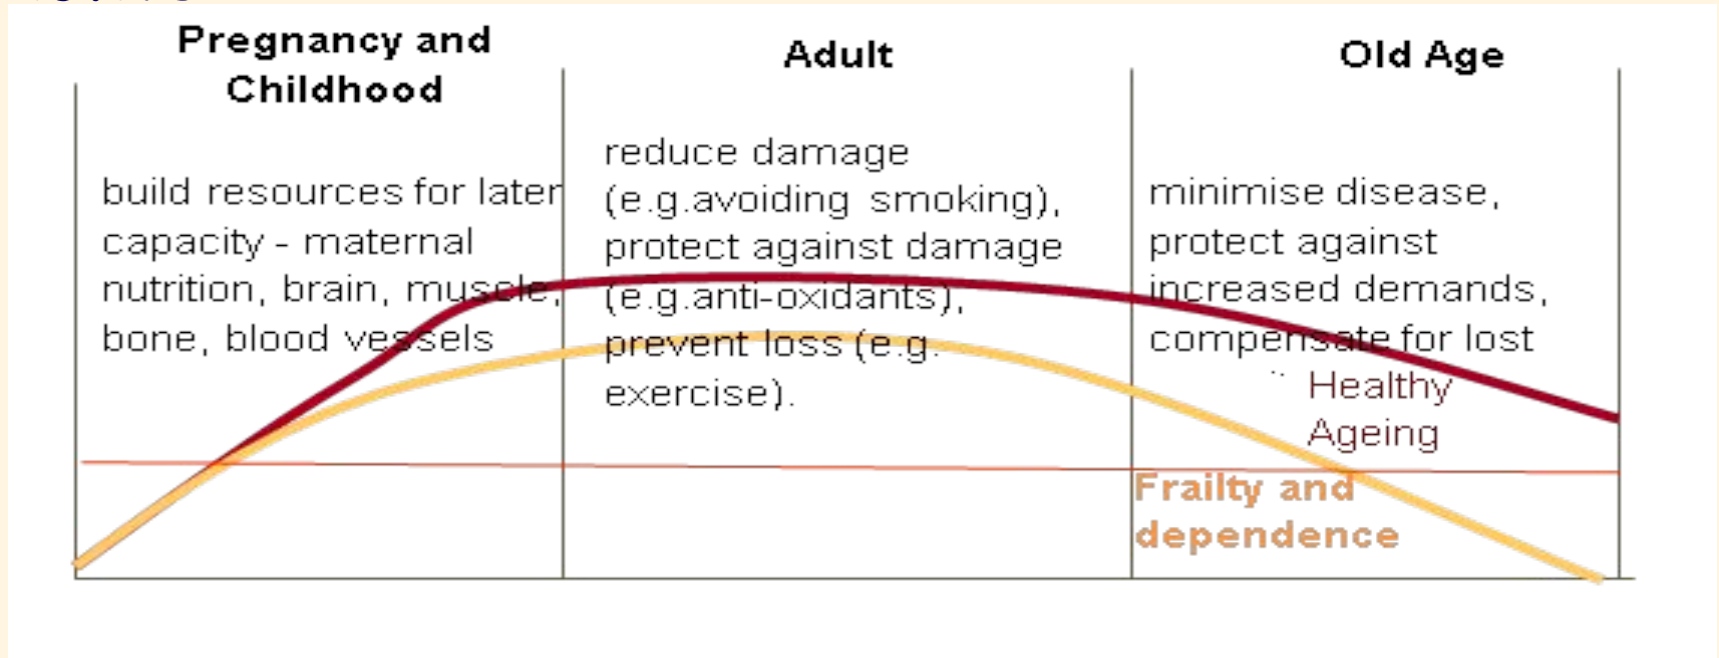 Pregnancy and
Childhood
Adult
Old Age
build resources for later
capacity - maternal
nutrition, brain, muscle,
bone, blood vessels
reduce damage
(e.g.avoiding smoking),
protect against damage
(e.g.anti-oxidants),
prevent loss (e.g.
exercise).
minimise disease,
protect against
increased demands,
compensate for lost
Healthy
Ageing
Frailty and
dependence